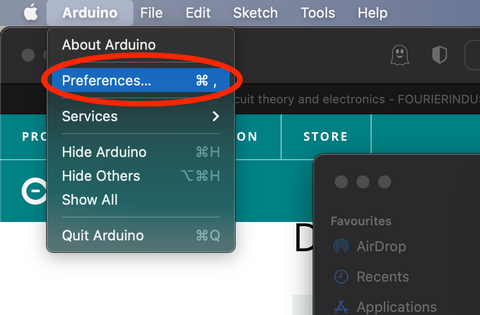 Arduino File Edit Sketch Tools Help
About Arduino
Preferences... ⌘ ,
Services >
Hide Arduino ⌘H
Hide Others ⌥⌘H
Show All
Quit Arduino ⌘Q
cuit theory and electronics - FOURIERINDUS
PRO
ON
STORE
D
Favourites
AirDrop
Recents
Applications